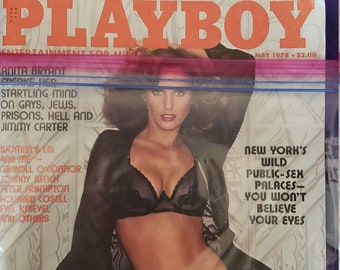 PLAYBOY
ENTERTAINMENT FOR MEN
MAY 1978 • $2.00
ANITA BRYANT
SPEAKS HER
STARTLING MIND
ON GAYS, JEWS,
PRISONS, HELL AND
JIMMY CARTER
WOMEN'S LIB
AND ME—
CARROLL O'CONNOR
JOHNNY BENCH
PETER FRAMPTON
HOWARD COSELL
EVEL KNIEVEL
AND OTHERS
NEW YORK'S
WILD
PUBLIC-SEX
PALACES—
YOU WON'T
BELIEVE
YOUR EYES